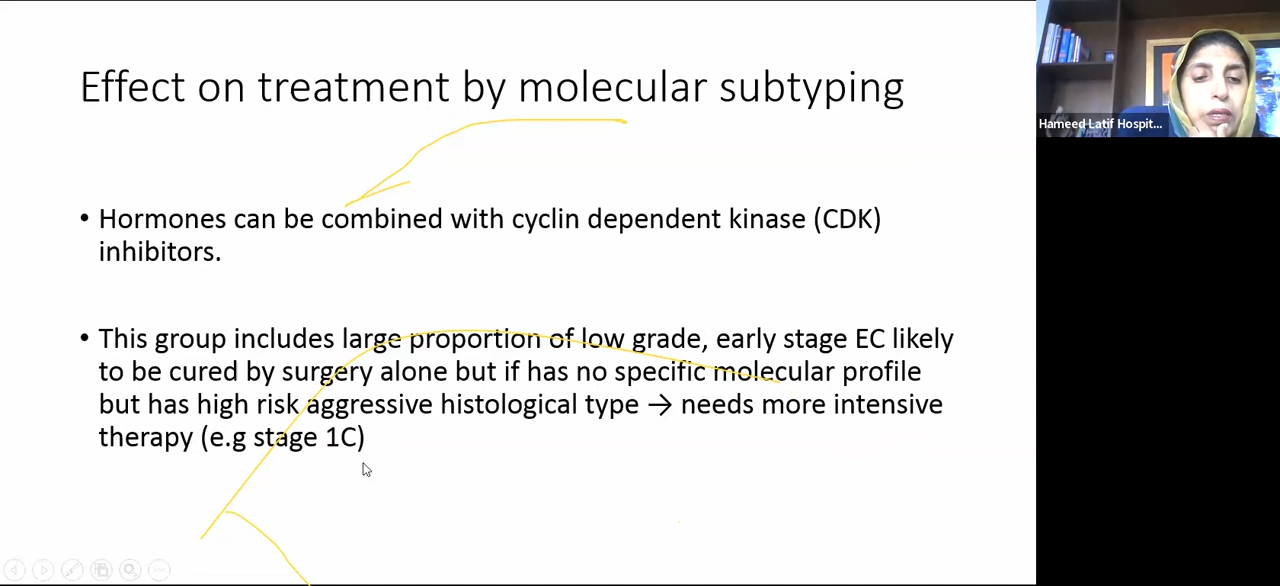 Effect on treatment by molecular subtyping
• Hormones can be combined with cyclin dependent kinase (CDK)
inhibitors.
• This group includes large proportion of low grade, early stage EC likely
to be cured by surgery alone but if has no specific molecular profile
but has high risk aggressive histological type → needs more intensive
therapy (e.g stage 1C)
Hameed Latif Hospit...